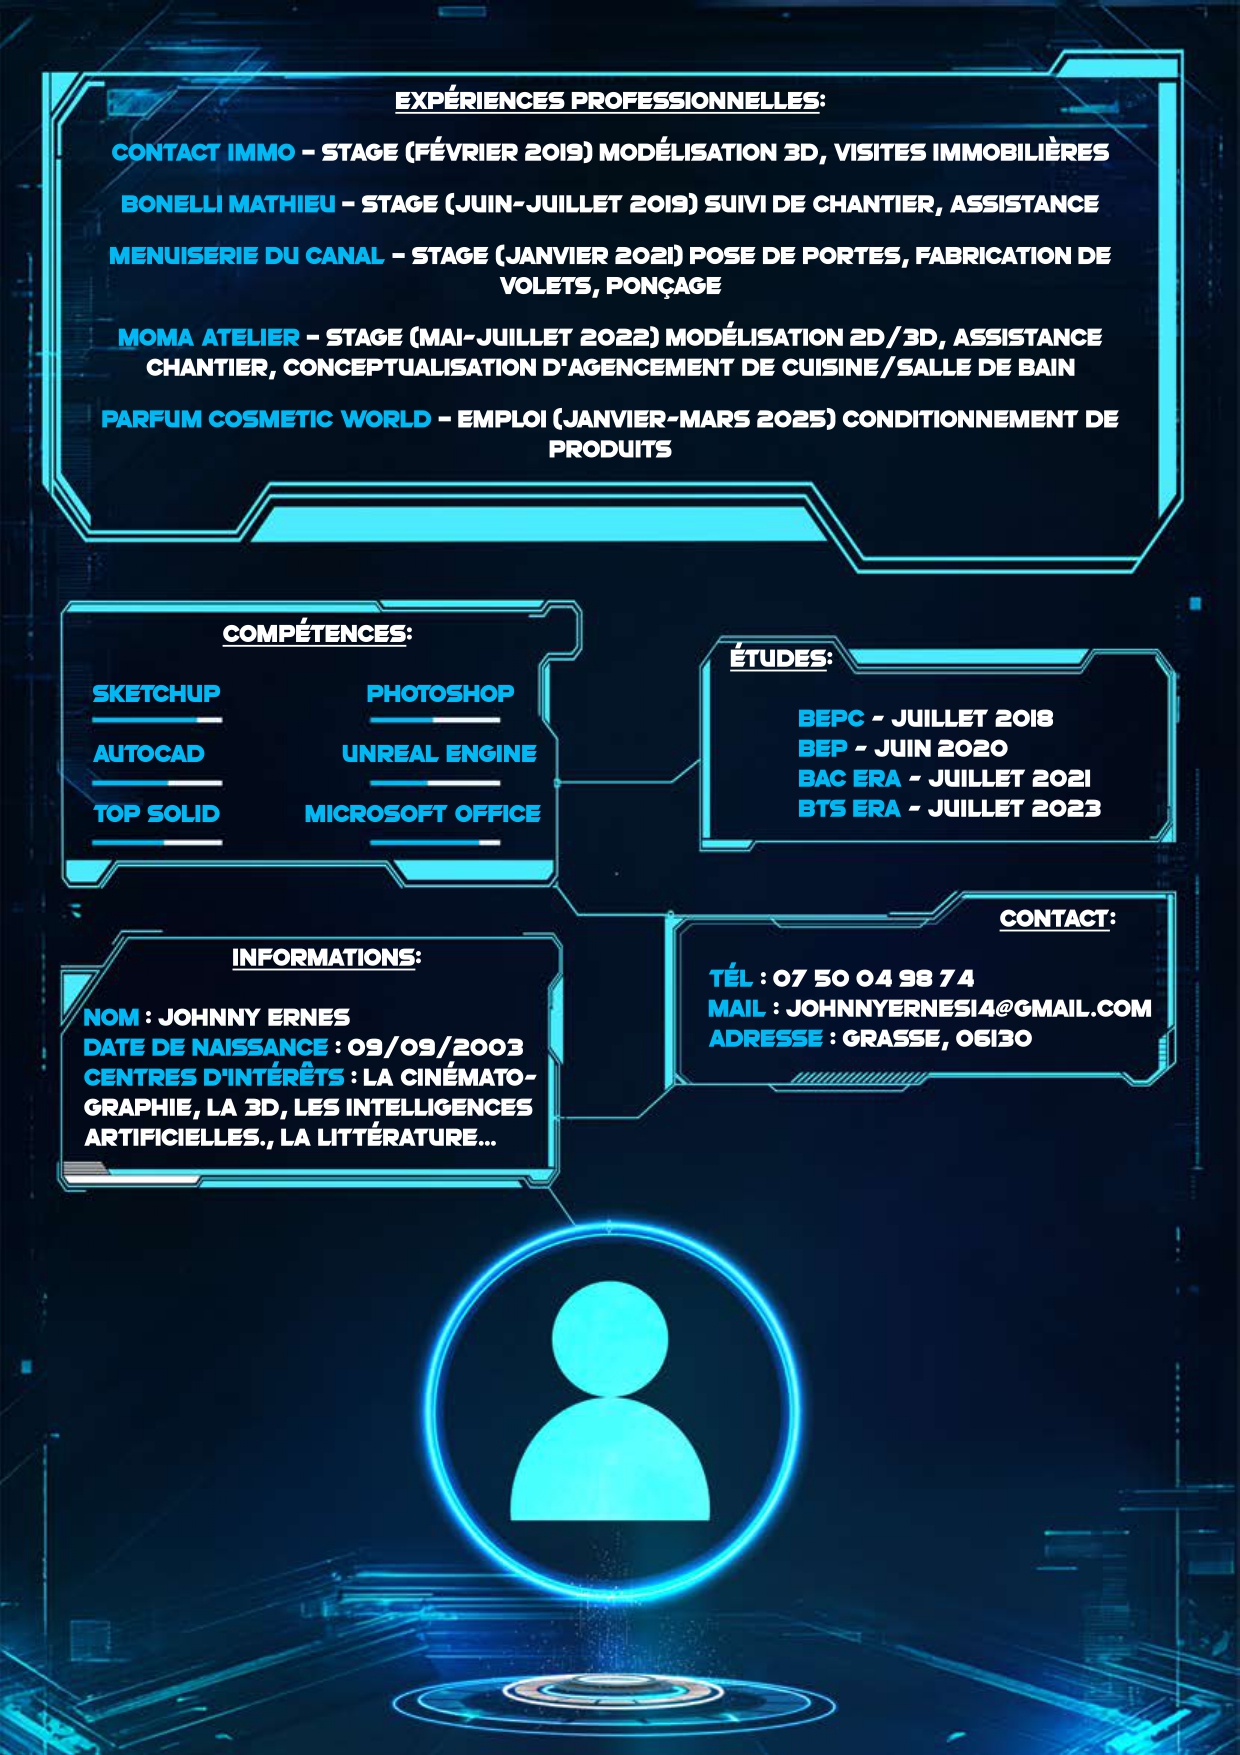 EXPÉRIENCES PROFESSIONNELLES:
CONTACT IMMO – STAGE (FÉVRIER 2019) MODÉLISATION 3D, VISITES IMMOBILIÈRES
BONELLI MATHIEU – STAGE (JUIN-JUILLET 2019) SUIVI DE CHANTIER, ASSISTANCE
MENUISERIE DU CANAL – STAGE (JANVIER 2021) POSE DE PORTES, FABRICATION DE
VOLETS, PONÇAGE
MOMA ATELIER – STAGE (MAI-JUILLET 2022) MODÉLISATION 2D/3D, ASSISTANCE
CHANTIER, CONCEPTUALISATION D'AGENCEMENT DE CUISINE/SALLE DE BAIN
PARFUM COSMETIC WORLD – EMPLOI (JANVIER-MARS 2025) CONDITIONNEMENT DE
PRODUITS
COMPÉTENCES:
SKETCHUP
PHOTOSHOP
AUTOCAD
UNREAL ENGINE
TOP SOLID
MICROSOFT OFFICE
ÉTUDES:
BEPC - JUILLET 2018
BEP - JUIN 2020
BAC ERA - JUILLET 2021
BTS ERA - JUILLET 2023
INFORMATIONS:
NOM : JOHNNY ERNES
DATE DE NAISSANCE : 09/09/2003
CENTRES D'INTÉRÊTS : LA CINÉMATO-
GRAPHIE, LA 3D, LES INTELLIGENCES
ARTIFICIELLES., LA LITTÉRATURE...
CONTACT:
TÉL : 07 50 04 98 74
MAIL : JOHNNYERNES14@GMAIL.COM
ADRESSE : GRASSE, 06130